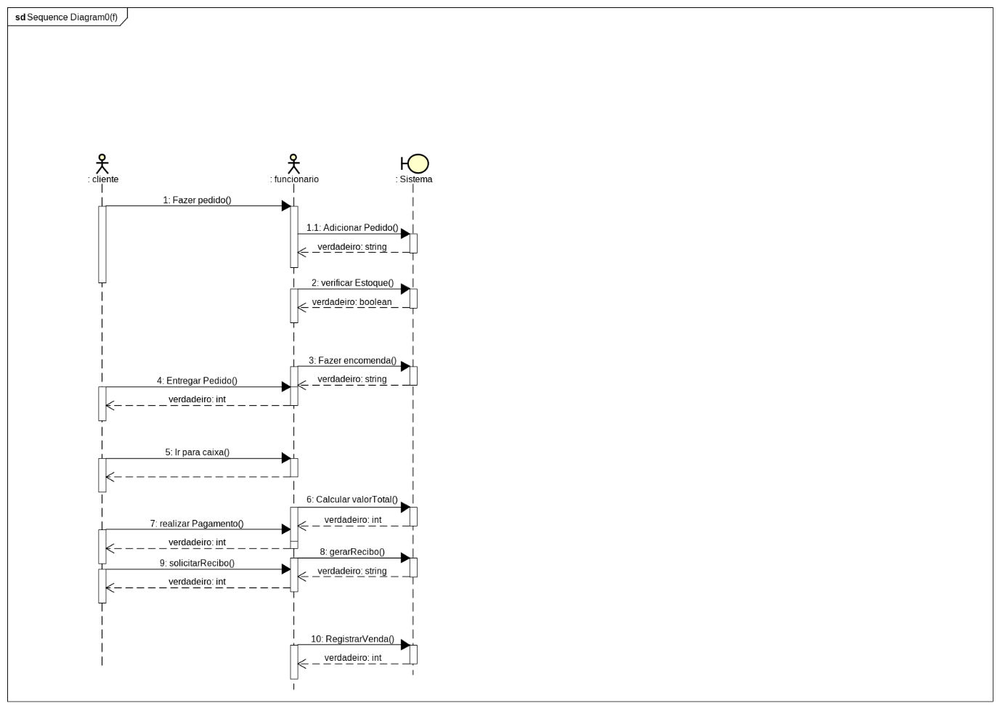 sd Sequence Diagram0(f)
: cliente
: funcionario
: Sistema
1: Fazer pedido()
1.1: Adicionar Pedido()
verdadeiro: string
2: verificar Estoque()
verdadeiro: boolean
3: Fazer encomenda()
4: Entregar Pedido()
verdadeiro: string
verdadeiro: int
5: Ir para caixa()
6: Calcular valorTotal()
verdadeiro: int
7: realizar Pagamento()
verdadeiro: int
8: gerarRecibo()
9: solicitarRecibo()
verdadeiro: string
verdadeiro: int
10: RegistrarVenda()
verdadeiro: int